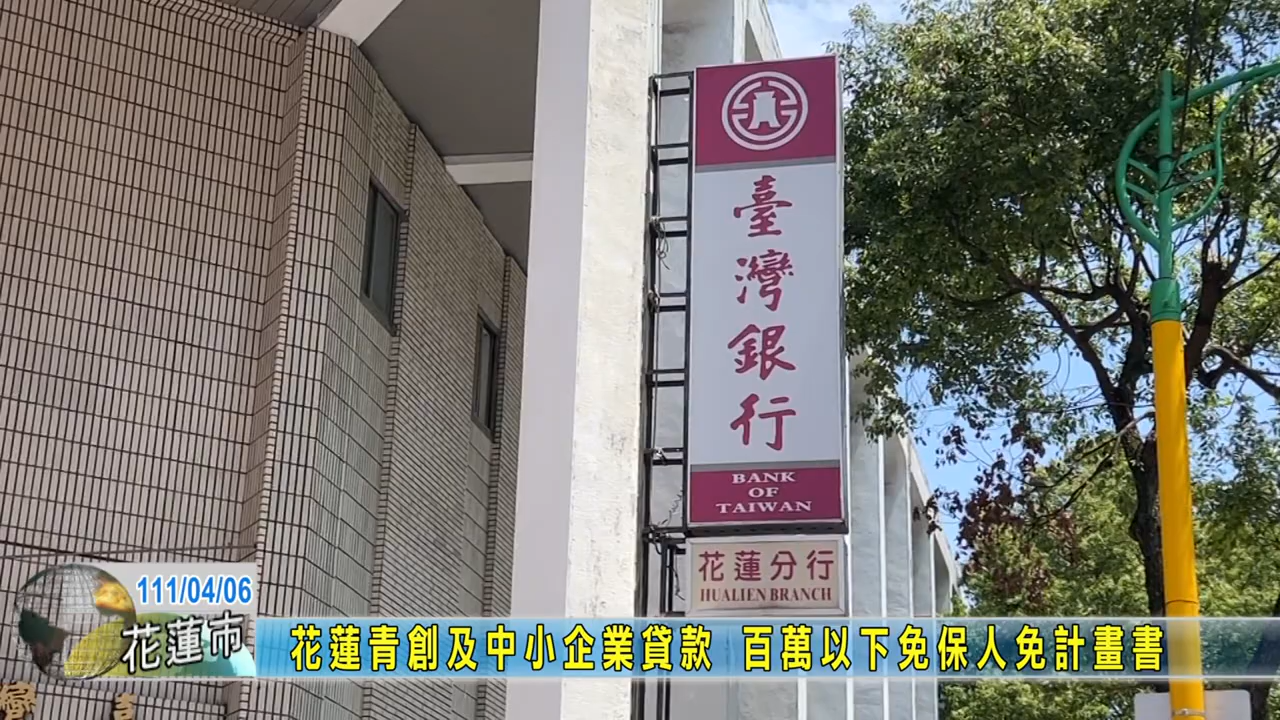 臺灣銀行
BANK
OF
TAIWAN
花蓮分行
HUALIEN BRANCH
111/04/06
花蓮市
花蓮青創及中小企業貸款 百萬以下免保人免計畫書